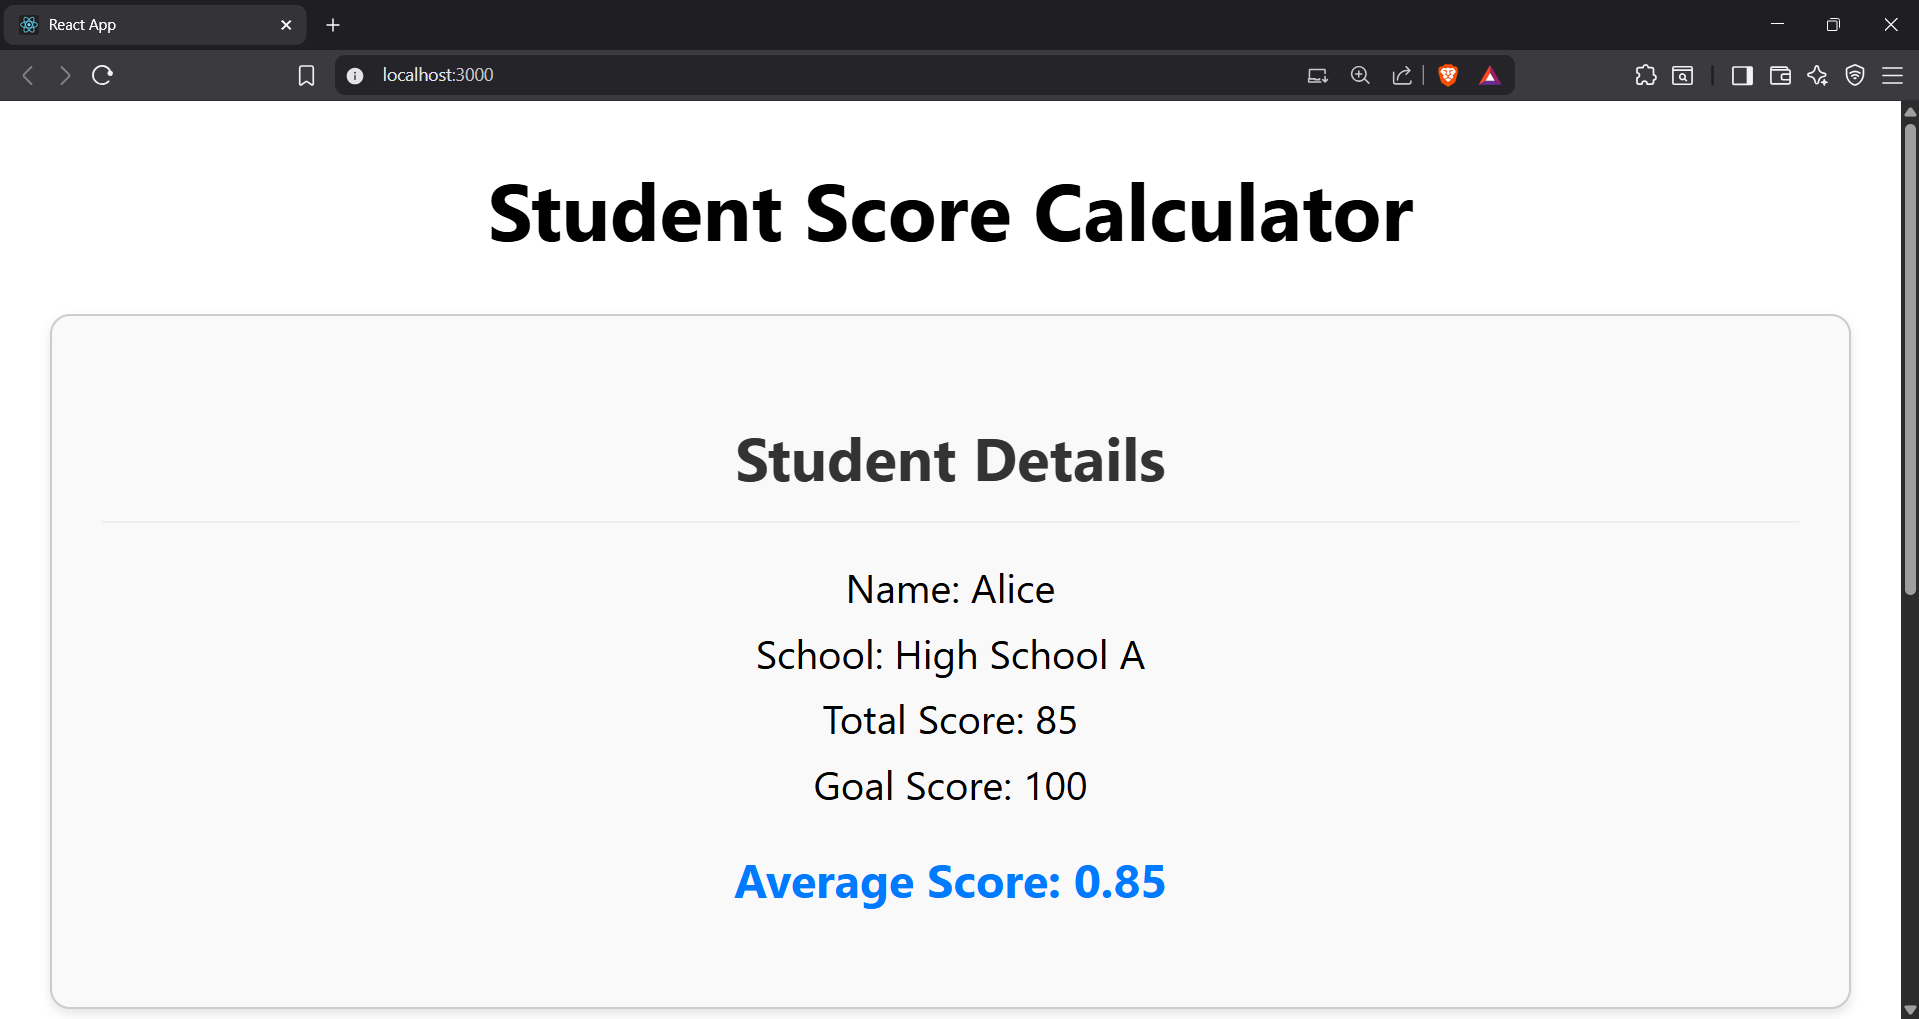 React App
localhost:3000
Student Score Calculator
Student Details
Name: Alice
School: High School A
Total Score: 85
Goal Score: 100
Average Score: 0.85